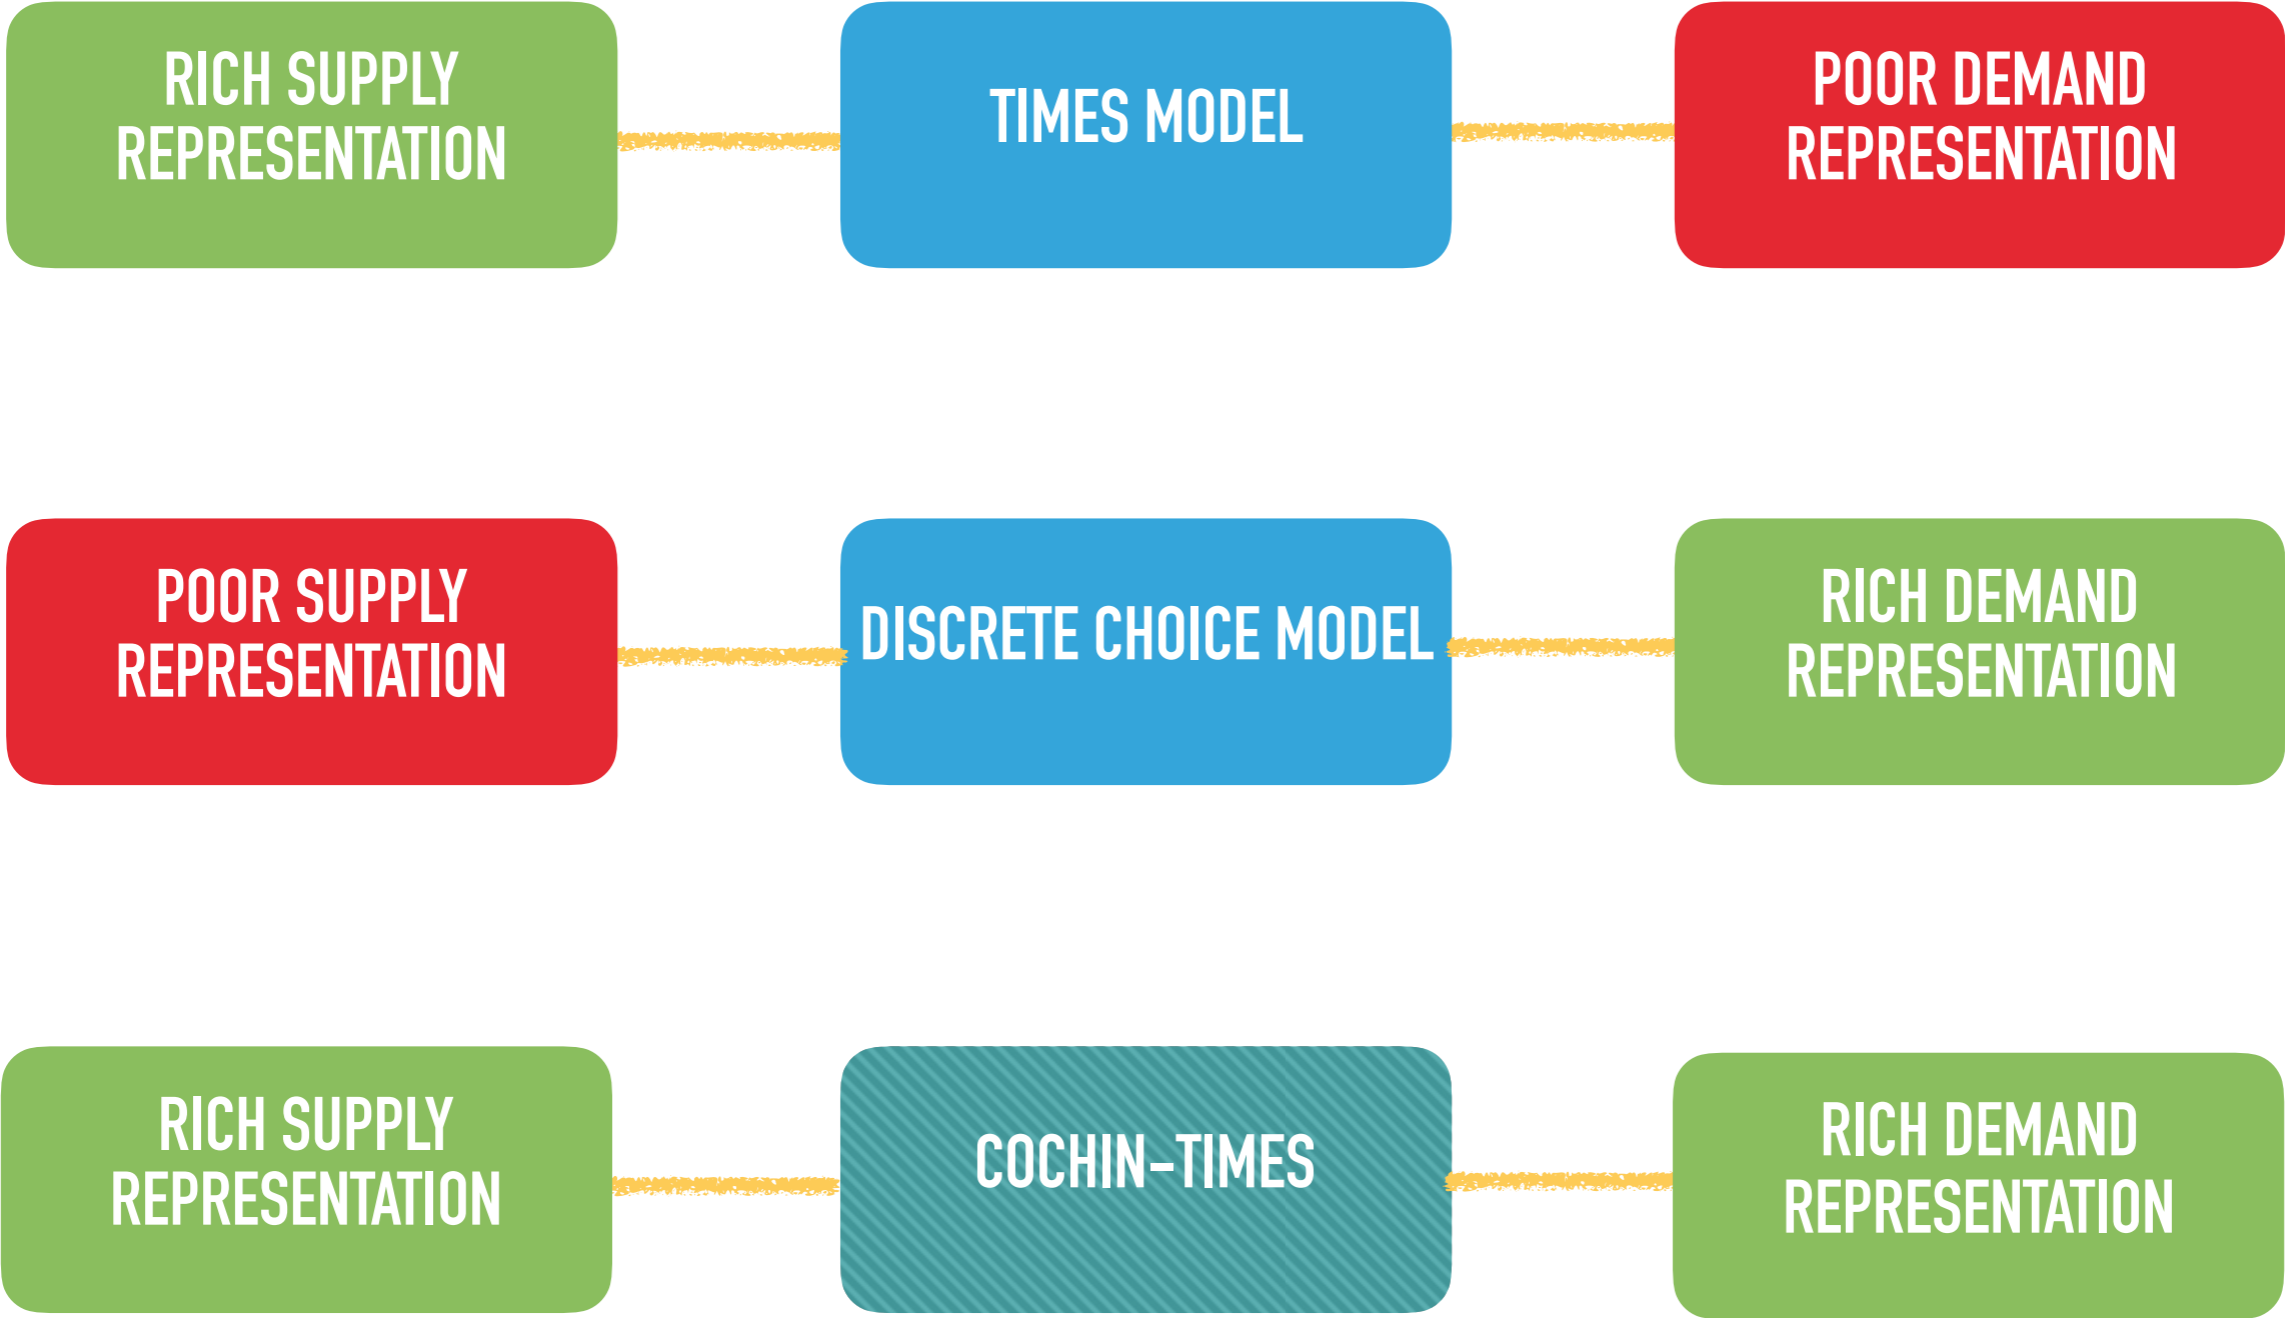 RICH SUPPLY
REPRESENTATION
TIMES MODEL
POOR DEMAND
REPRESENTATION
POOR SUPPLY
REPRESENTATION
DISCRETE CHOICE MODEL
RICH DEMAND
REPRESENTATION
RICH SUPPLY
REPRESENTATION
COCHIN-TIMES
RICH DEMAND
REPRESENTATION